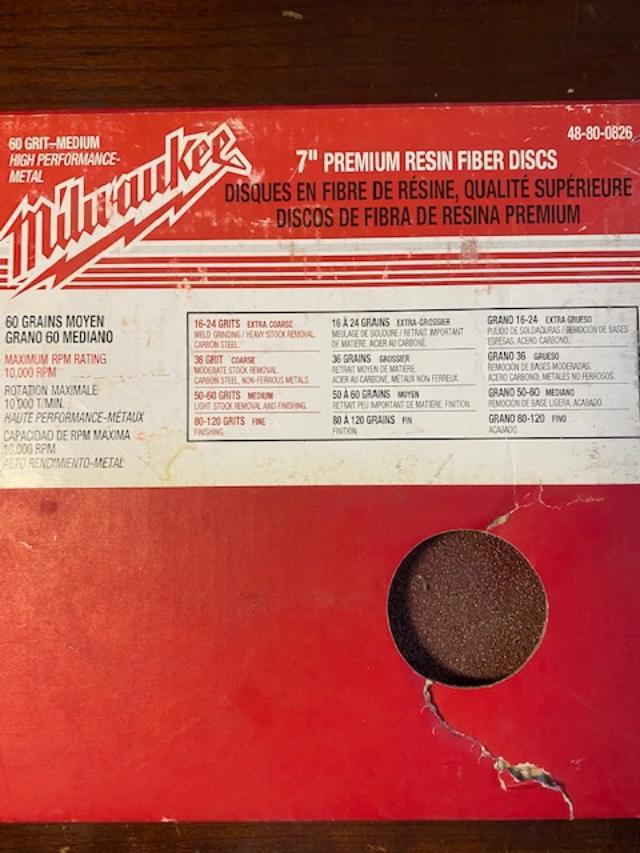 60 GRIT-MEDIUM
HIGH PERFORMANCE-
METAL
Milwaukee
48-80-0826
7" PREMIUM RESIN FIBER DISCS
DISQUES EN FIBRE DE RÉSINE, QUALITÉ SUPÉRIEURE
DISCOS DE FIBRA DE RESINA PREMIUM
60 GRAINS MOYEN
GRANO 60 MEDIANO
MAXIMUM RPM RATING
10,000 RPM
ROTATION MAXIMALE
10 000 T/MIN.
HAUTE PERFORMANCE-MÉTAUX
CAPACIDAD DE RPM MAXIMA
10,000 RPM
ALTO RENDIMIENTO-METAL
16-24 GRITS EXTRA COARSE
WELD GRINDING / HEAVY STOCK REMOVAL.
CARBON STEEL.
36 GRIT COARSE
MODERATE STOCK REMOVAL.
CARBON STEEL, NON-FERROUS METALS.
50-60 GRITS MEDIUM
LIGHT STOCK REMOVAL AND FINISHING.
80-120 GRITS FINE
FINISHING.
16 À 24 GRAINS EXTRA-GROSSIER
MEULAGE DE SOUDURE / RETRAIT IMPORTANT
DE MATIÈRE. ACIER AU CARBONE.
36 GRAINS GROSSIER
RETRAIT MOYEN DE MATIÈRE.
ACIER AU CARBONE, MÉTAUX NON FERREUX.
50 À 60 GRAINS MOYEN
RETRAIT PEU IMPORTANT DE MATIÈRE, FINITION.
80 À 120 GRAINS FIN
FINITION.
GRANO 16-24 EXTRA GRUESO
PULIDO DE SOLDADURAS / REMOCIÓN DE BASES
ESPESAS. ACERO CARBONO.
GRANO 36 GRUESO
REMOCIÓN DE BASES MODERADAS.
ACERO CARBONO, METALES NO FERROSOS.
GRANO 50-60 MEDIANO
REMOCIÓN DE BASE LIGERA, ACABADO.
GRANO 80-120 FINO
ACABADO.